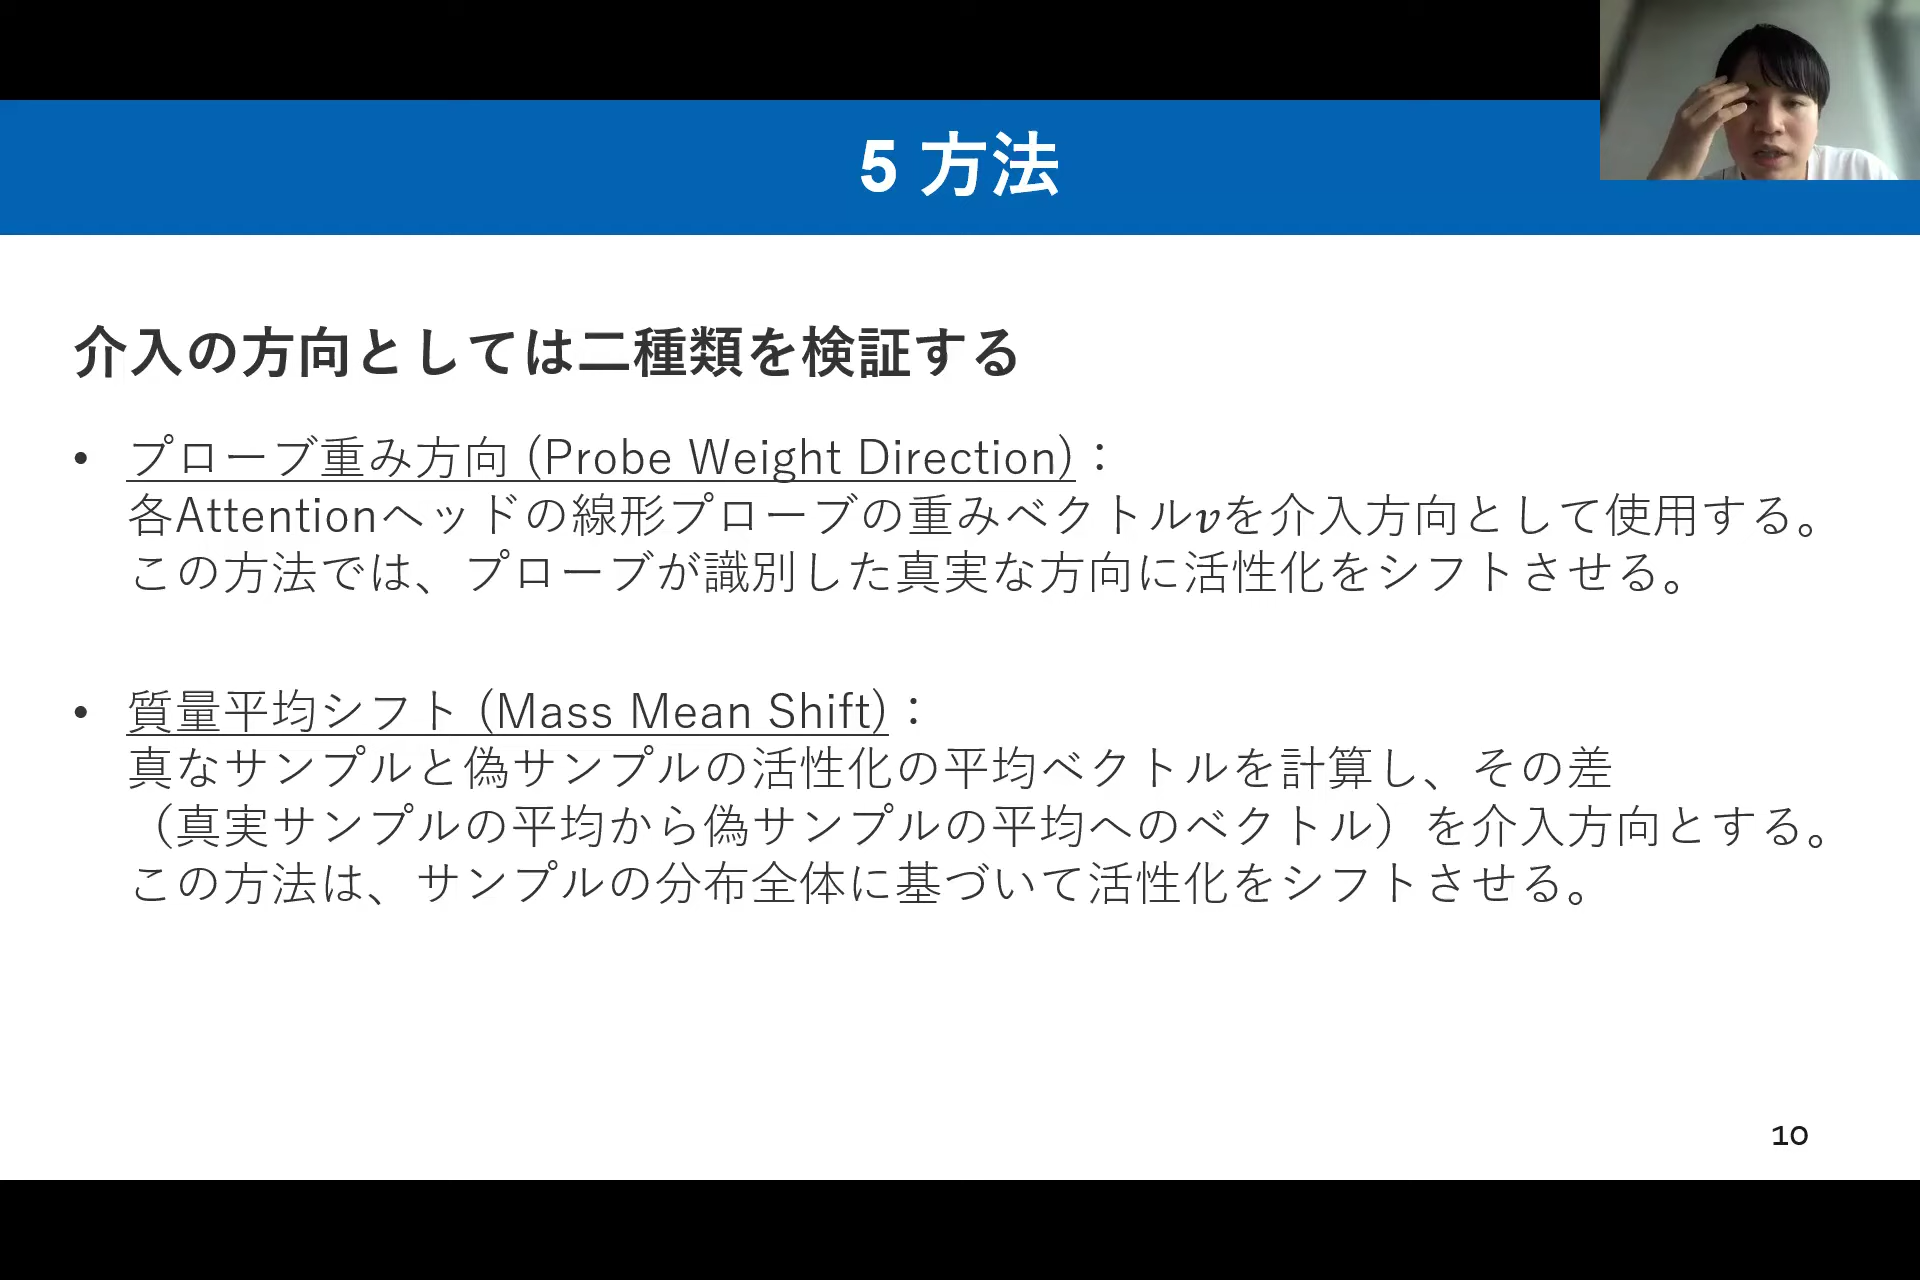 5 方法
介入の方向としては二種類を検証する
• プローブ重み方向 (Probe Weight Direction)：
各Attentionヘッドの線形プローブの重みベクトルvを介入方向として使用する。
この方法では、プローブが識別した真実な方向に活性化をシフトさせる。
• 質量平均シフト (Mass Mean Shift)：
真なサンプルと偽サンプルの活性化の平均ベクトルを計算し、その差
（真実サンプルの平均から偽サンプルの平均へのベクトル）を介入方向とする。
この方法は、サンプルの分布全体に基づいて活性化をシフトさせる。
10